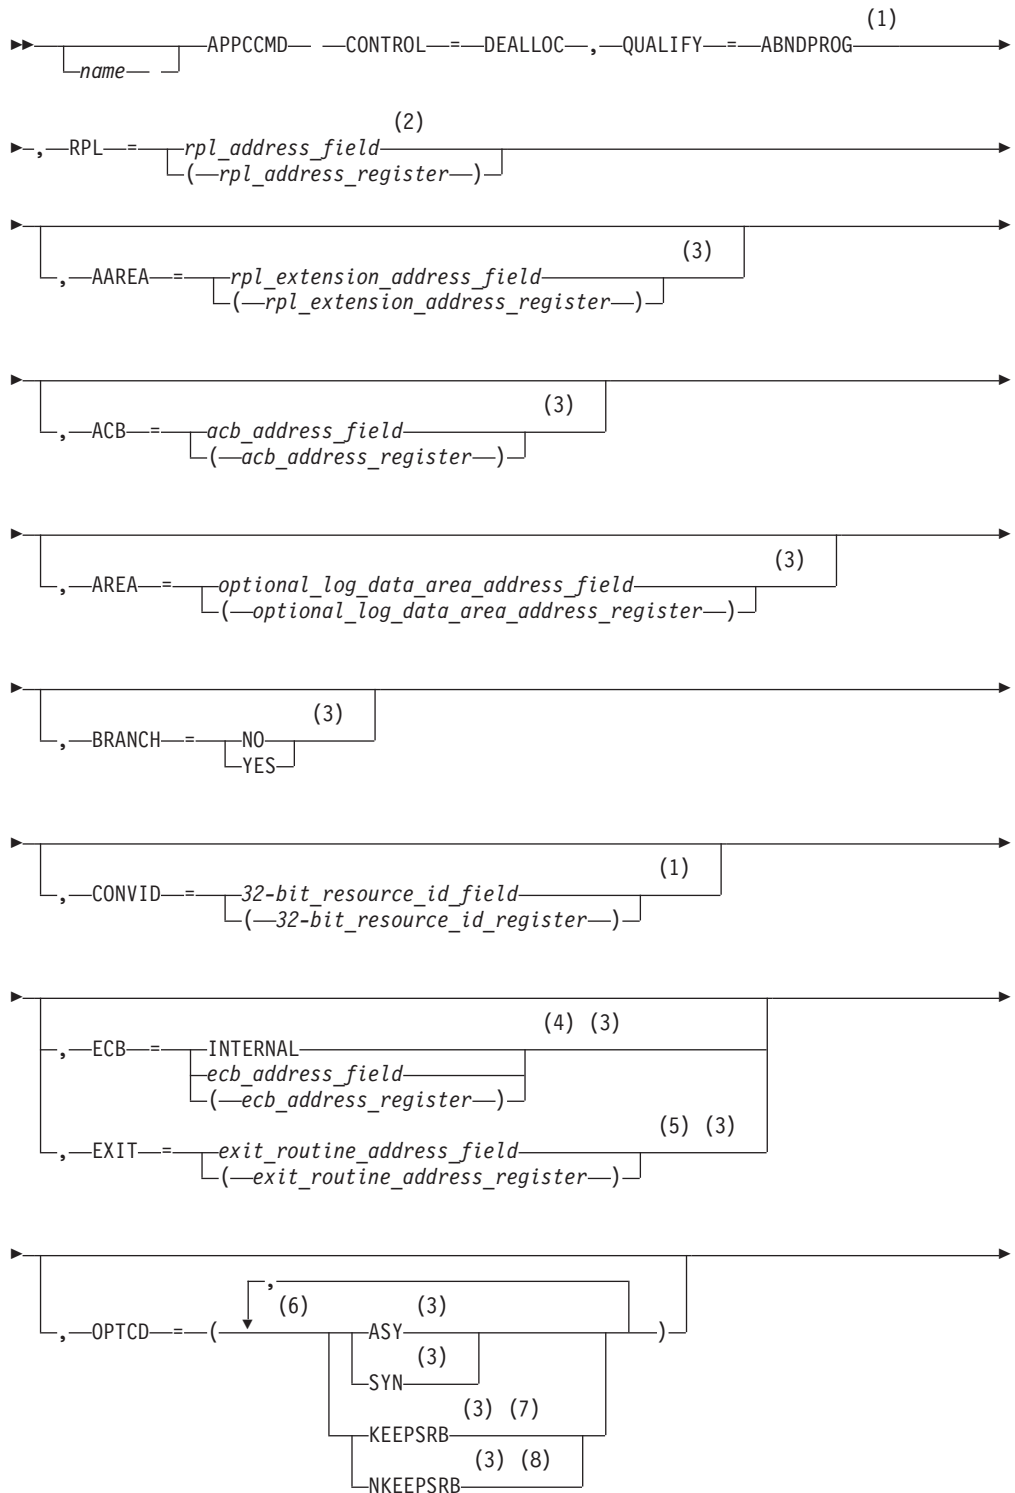 (1)
APPCCMD CONTROL = DEALLOC , QUALIFY = ABNDPROG
name
(2)
, RPL = rpl_address_field
( rpl_address_register )
(3)
, AAREA = rpl_extension_address_field
( rpl_extension_address_register )
(3)
, ACB = acb_address_field
( acb_address_register )
(3)
, AREA = optional_log_data_area_address_field
( optional_log_data_area_address_register )
(3)
, BRANCH = NO
YES
(1)
, CONVID = 32-bit_resource_id_field
( 32-bit_resource_id_register )
(4) (3)
, ECB = INTERNAL
ecb_address_field
( ecb_address_register )
(5) (3)
, EXIT = exit_routine_address_field
( exit_routine_address_register )
,
(6) (3)
, OPTCD = ( ASY )
(3)
SYN
(3) (7)
KEEPSRB
(3) (8)
NKEEPSRB